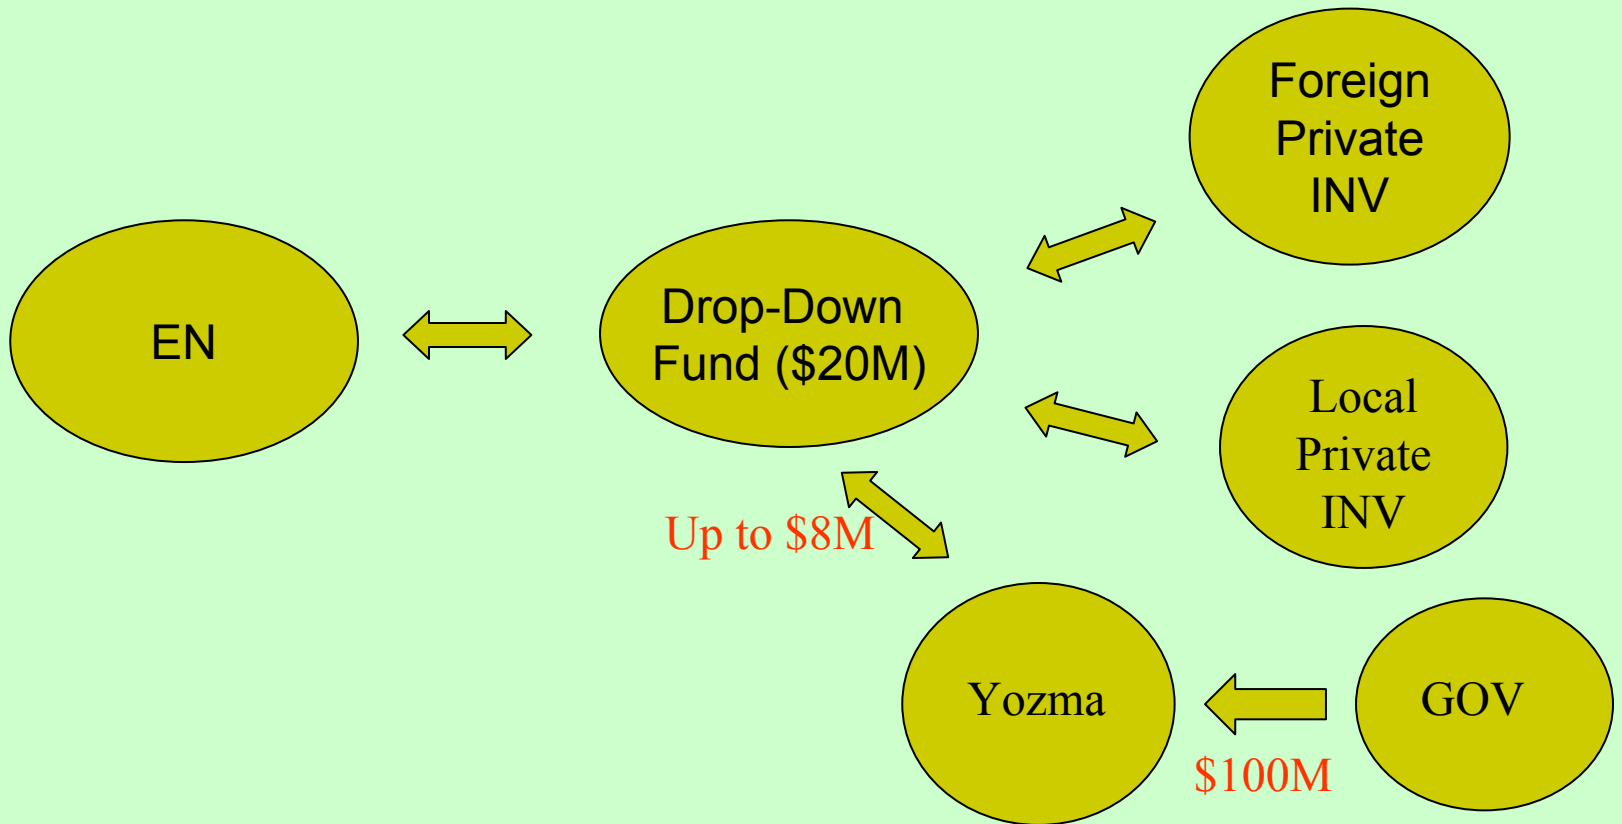 Foreign
Private
INV
EN
Drop-Down
Fund ($20M)
Local
Private
INV
Up to $8M
Yozma
GOV
$100M